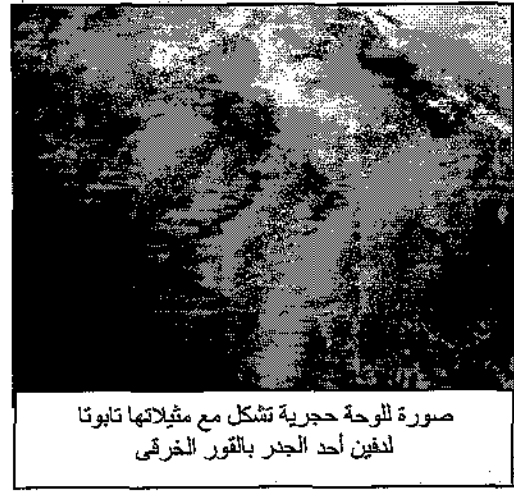 صورة للوحة حجرية تشكل مع مثيلاتها تابوتا
لدفين أحد الجدر بالقور الخرقى